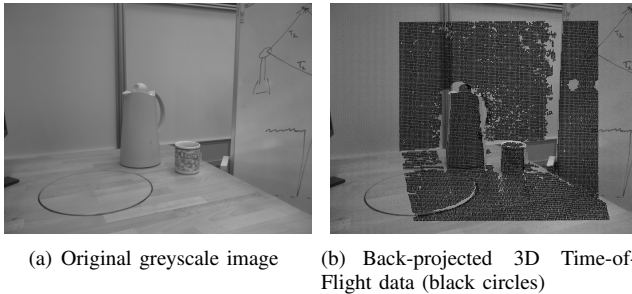 (a) Original greyscale image
(b) Back-projected 3D Time-of-
Flight data (black circles)